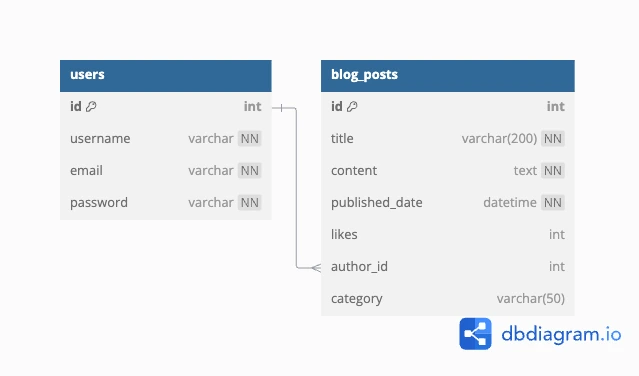 users
id int
username varchar NN
email varchar NN
password varchar NN
blog_posts
id int
title varchar(200) NN
content text NN
published_date datetime NN
likes int
author_id int
category varchar(50)
dbdiagram.io